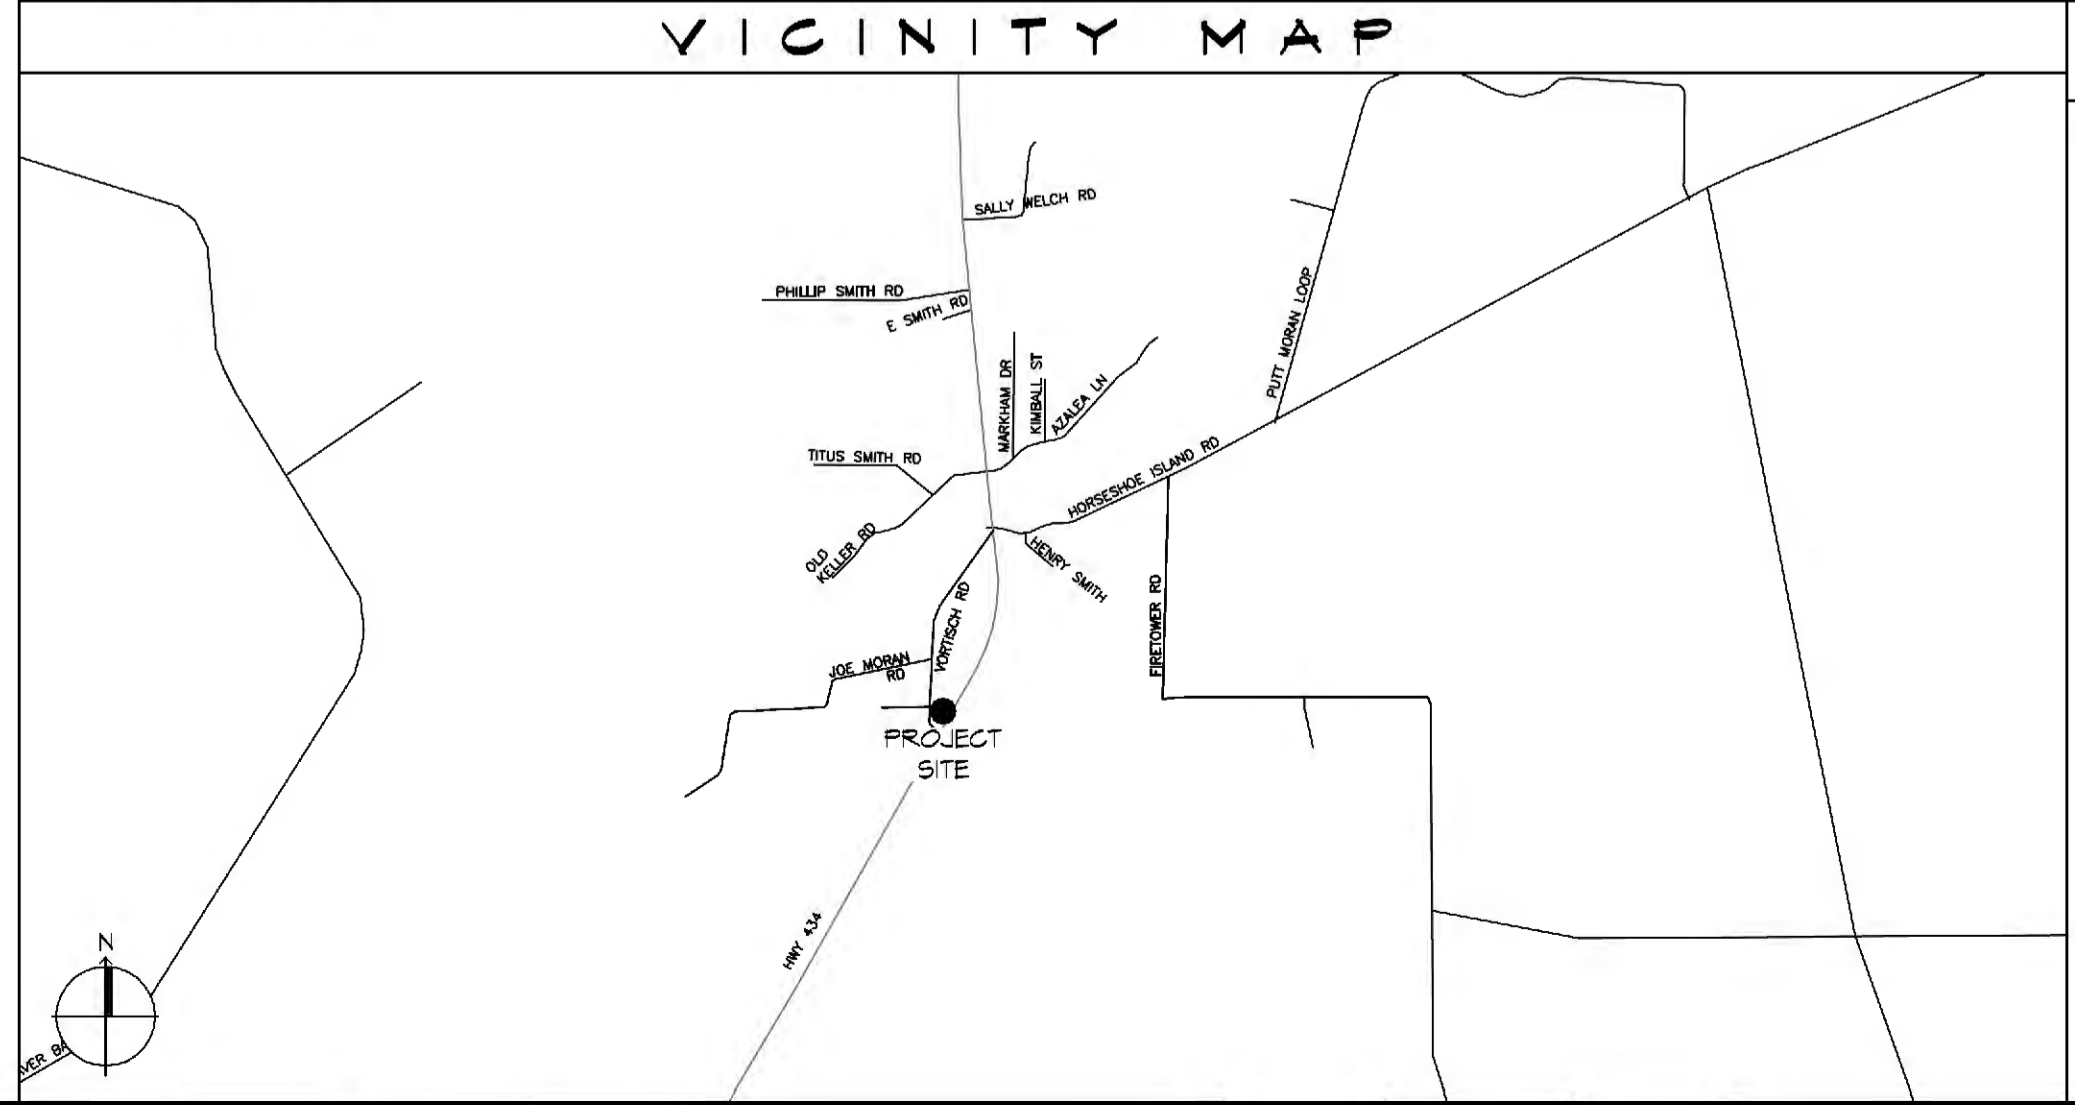 VICINITY MAP
SALLY WELCH RD
PHILLIP SMITH RD
E SMITH RD
PUTT MORAN LOOP
MARKHAM DR
KIMBALL ST
AZALEA LN
TITUS SMITH RD
HORSESHOE ISLAND RD
OLD
KELLER RD
HENRY SMITH
VORTISCH RD
FIRETOWER RD
JOE MORAN
RD
PROJECT
SITE
HWY 434
N